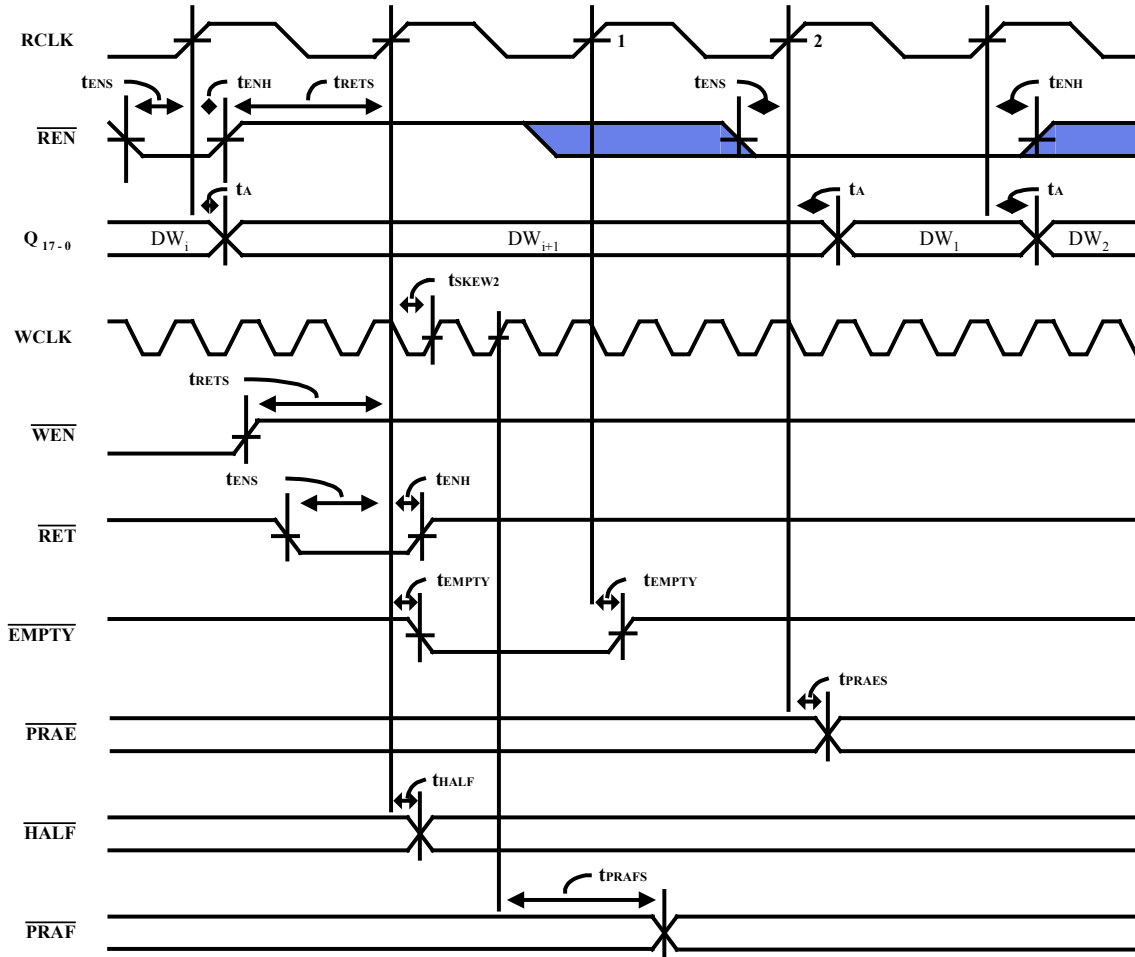 RCLK
1
2
tENS
tENH
tRETS
tENS
tENH
REN
tA
tA
tA
Q 17 - 0
DWi
DWi+1
DW1
DW2
tSKEW2
WCLK
tRETS
WEN
tENS
tENH
RET
tEMPTY
tEMPTY
EMPTY
tPRAES
PRAE
tHALF
HALF
tPRAFS
PRAF